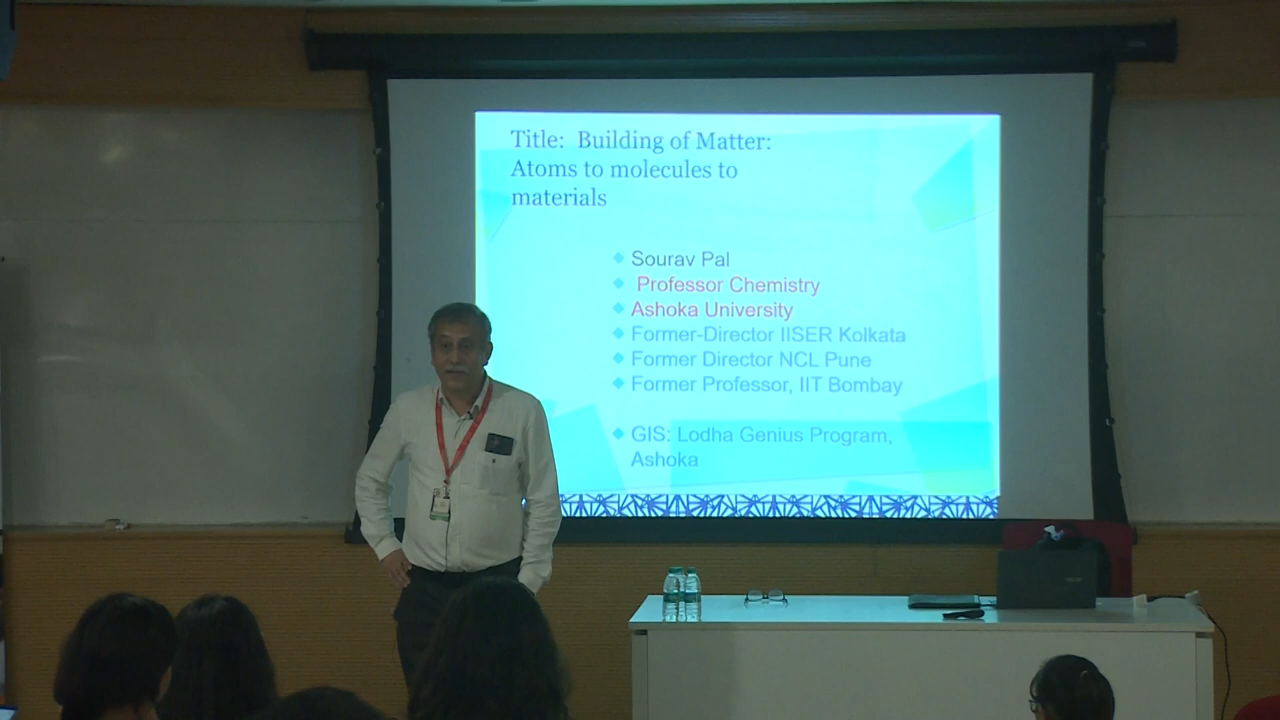 Title: Building of Matter:
Atoms to molecules to
materials
Sourav Pal
Professor Chemistry
Ashoka University
Former-Director IISER Kolkata
Former Director NCL Pune
Former Professor, IIT Bombay
GIS: Lodha Genius Program,
Ashoka